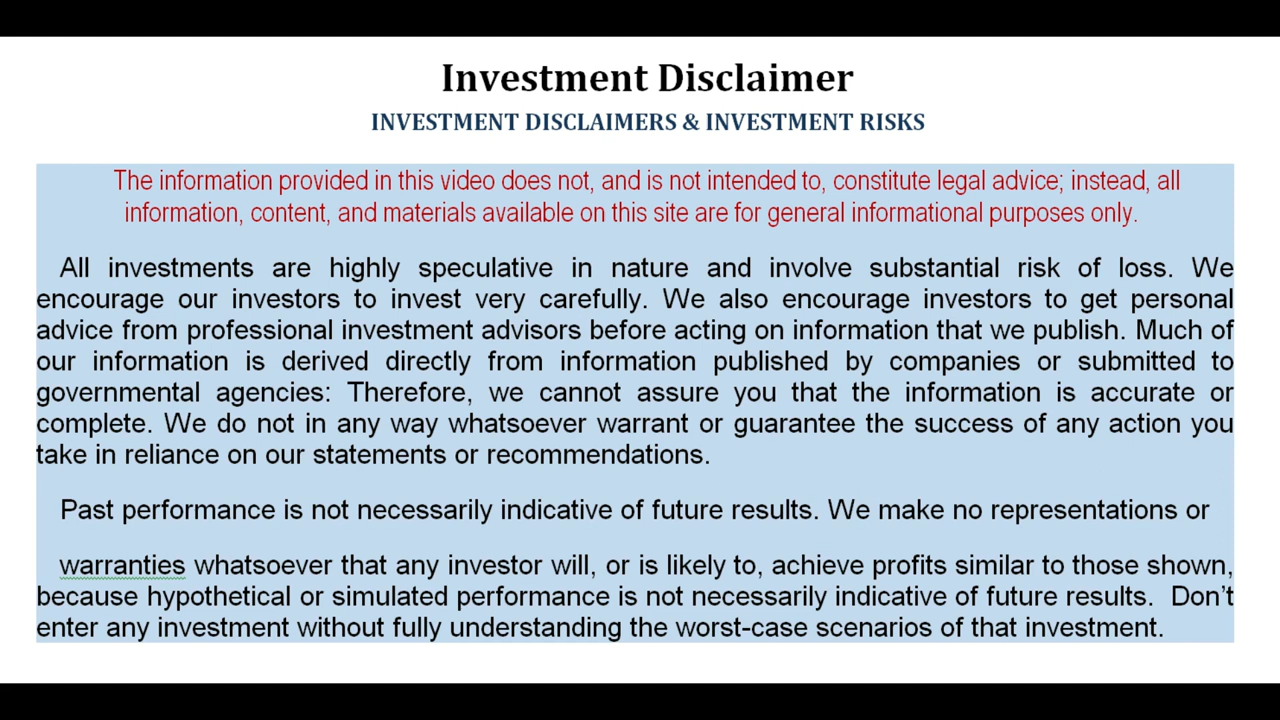 Investment Disclaimer
INVESTMENT DISCLAIMERS & INVESTMENT RISKS
The information provided in this video does not, and is not intended to, constitute legal advice; instead, all
information, content, and materials available on this site are for general informational purposes only.
All investments are highly speculative in nature and involve substantial risk of loss. We
encourage our investors to invest very carefully. We also encourage investors to get personal
advice from professional investment advisors before acting on information that we publish. Much of
our information is derived directly from information published by companies or submitted to
governmental agencies: Therefore, we cannot assure you that the information is accurate or
complete. We do not in any way whatsoever warrant or guarantee the success of any action you
take in reliance on our statements or recommendations.
Past performance is not necessarily indicative of future results. We make no representations or
warranties whatsoever that any investor will, or is likely to, achieve profits similar to those shown,
because hypothetical or simulated performance is not necessarily indicative of future results. Don’t
enter any investment without fully understanding the worst-case scenarios of that investment.